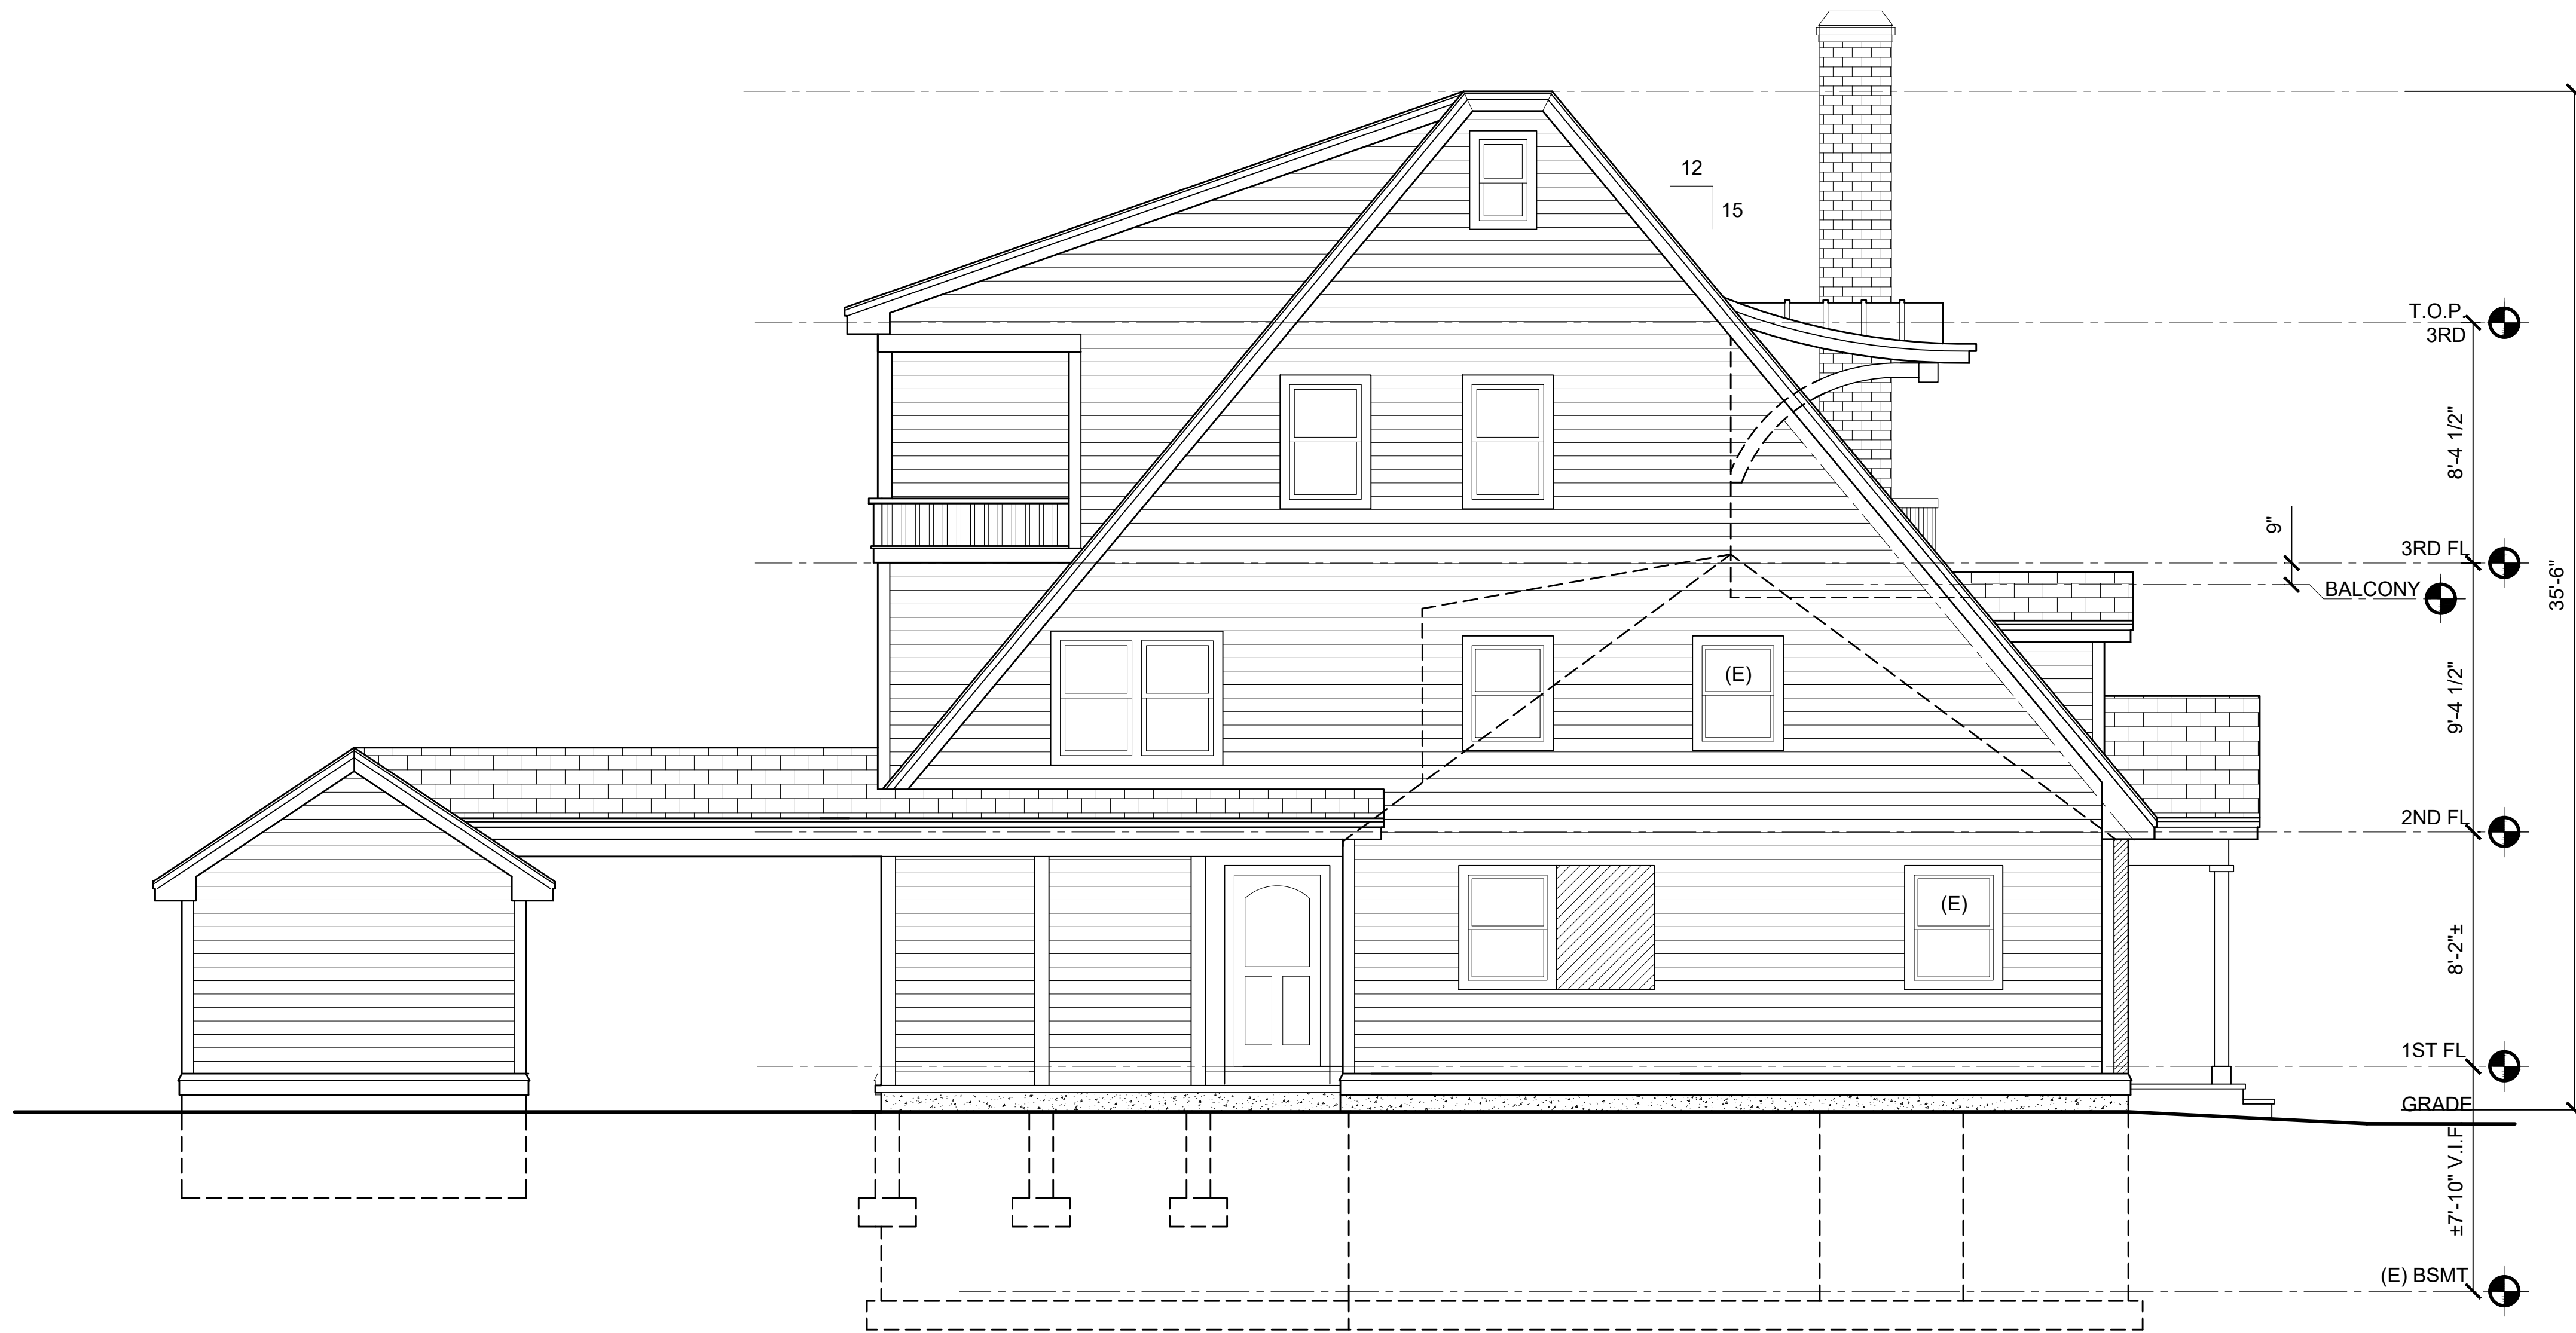 12
15
T.O.P.
3RD
8'-4 1/2"
9"
3RD FL
BALCONY
35'-6"
(E)
9'-4 1/2"
2ND FL
(E)
8'-2"±
1ST FL
GRADE
±7'-10" V.I.F
(E) BSMT